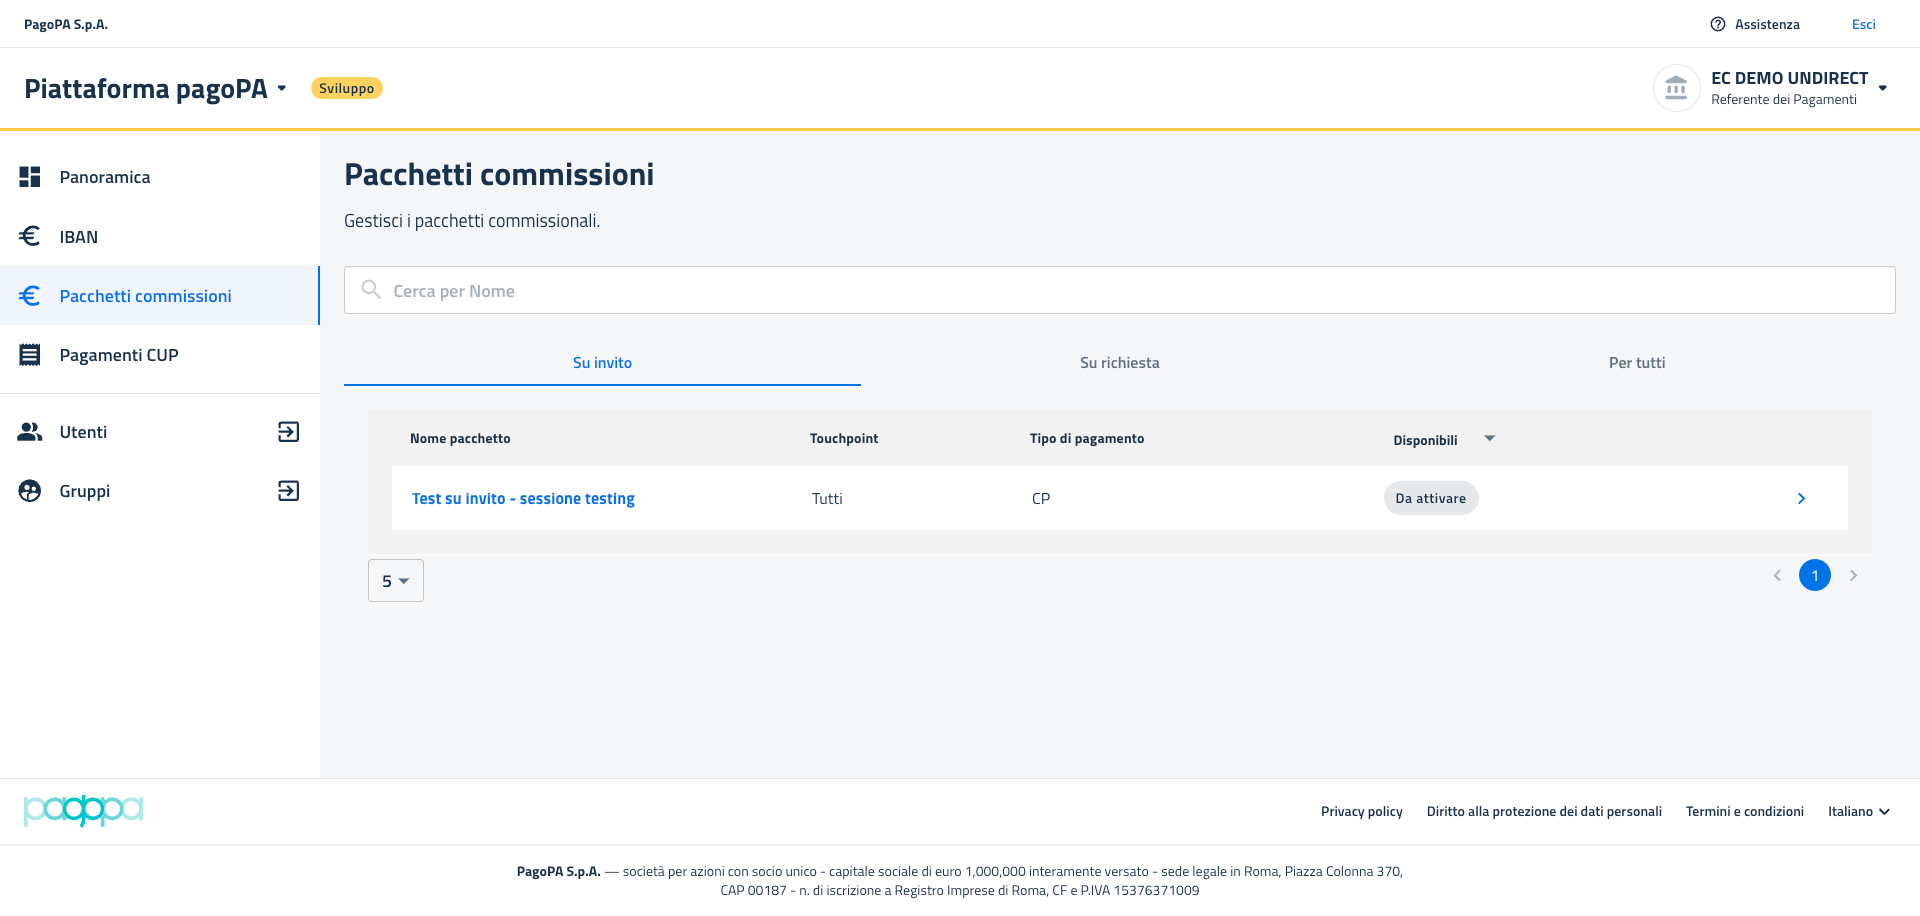 PagoPA S.p.A.
Assistenza
Esci
Piattaforma pagoPA
Sviluppo
EC DEMO UNDIRECT
Referente dei Pagamenti
Panoramica
IBAN
Pacchetti commissioni
Pagamenti CUP
Utenti
Gruppi
Pacchetti commissioni
Gestisci i pacchetti commissionali.
Cerca per Nome
Su invito
Su richiesta
Per tutti
Nome pacchetto
Touchpoint
Tipo di pagamento
Disponibili
Test su invito - sessione testing
Tutti
CP
Da attivare
5
1
pagopa
Privacy policy
Diritto alla protezione dei dati personali
Termini e condizioni
Italiano
PagoPA S.p.A. — società per azioni con socio unico - capitale sociale di euro 1,000,000 interamente versato - sede legale in Roma, Piazza Colonna 370,
CAP 00187 - n. di iscrizione a Registro Imprese di Roma, CF e P.IVA 15376371009